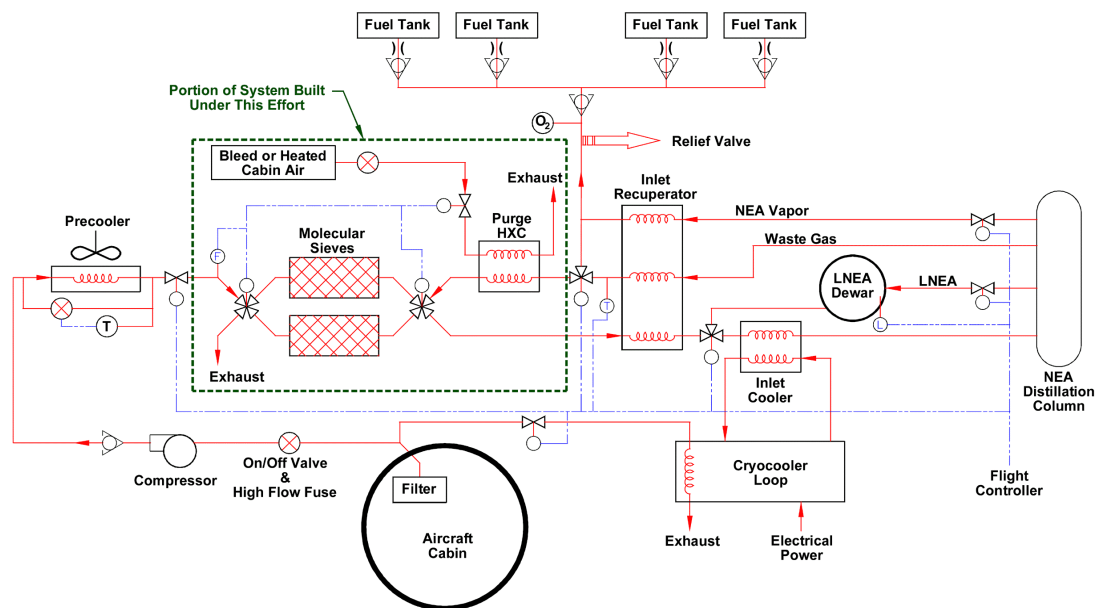 Fuel Tank
Fuel Tank
Fuel Tank
Fuel Tank
Portion of System Built
Under This Effort
O2
Relief Valve
Bleed or Heated
Cabin Air
Exhaust
Inlet
Recuperator
Precooler
Molecular
Sieves
Purge
HXC
NEA Vapor
Waste Gas
F
LNEA
Dewar
LNEA
T
T
L
Exhaust
Inlet
Cooler
NEA
Distillation
Column
Compressor
On/Off Valve
&
High Flow Fuse
Filter
Cryocooler
Loop
Flight
Controller
Aircraft
Cabin
Exhaust
Electrical
Power